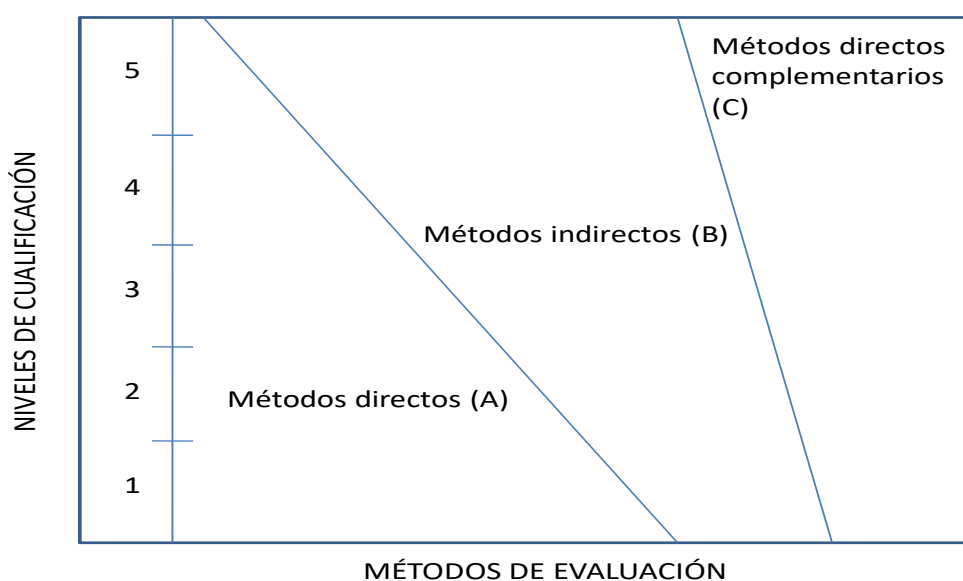 Métodos directos
complementarios
(C)
5
4
Métodos indirectos (B)
3
2
Métodos directos (A)
1
NIVELES DE CUALIFICACIÓN
MÉTODOS DE EVALUACIÓN